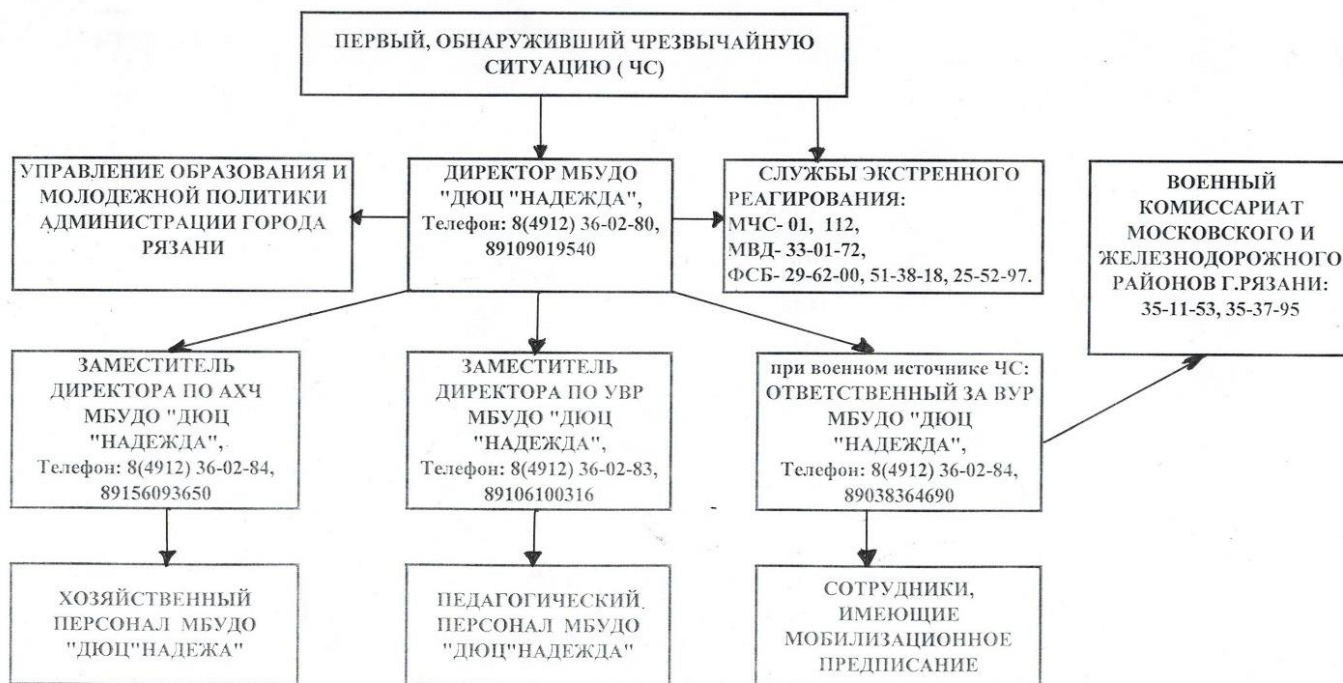 ПЕРВЫЙ, ОБНАРУЖИВШИЙ ЧРЕЗВЫЧАЙНУЮ
СИТУАЦИЮ ( ЧС)
УПРАВЛЕНИЕ ОБРАЗОВАНИЯ И
МОЛОДЕЖНОЙ ПОЛИТИКИ
АДМИНИСТРАЦИИ ГОРОДА
РЯЗАНИ
ДИРЕКТОР МБУДО
"ДЮЦ "НАДЕЖДА",
Телефон: 8(4912) 36-02-80,
89109019540
СЛУЖБЫ ЭКСТРЕННОГО
РЕАГИРОВАНИЯ:
МЧС- 01, 112,
МВД- 33-01-72,
ФСБ- 29-62-00, 51-38-18, 25-52-97.
ВОЕННЫЙ
КОМИССАРИАТ
МОСКОВСКОГО И
ЖЕЛЕЗНОДОРОЖНОГО
РАЙОНОВ Г.РЯЗАНИ:
35-11-53, 35-37-95
ЗАМЕСТИТЕЛЬ
ДИРЕКТОРА ПО АХЧ
МБУДО "ДЮЦ
"НАДЕЖДА",
Телефон: 8(4912) 36-02-84,
89156093650
ЗАМЕСТИТЕЛЬ
ДИРЕКТОРА ПО УВР
МБУДО "ДЮЦ
"НАДЕЖДА",
Телефон: 8(4912) 36-02-83,
89106100316
при военном источнике ЧС:
ОТВЕТСТВЕННЫЙ ЗА ВУР
МБУДО "ДЮЦ
"НАДЕЖДА",
Телефон: 8(4912) 36-02-84,
89038364690
ХОЗЯЙСТВЕННЫЙ
ПЕРСОНАЛ МБУДО
"ДЮЦ"НАДЕЖА"
ПЕДАГОГИЧЕСКИЙ
ПЕРСОНАЛ МБУДО
"ДЮЦ"НАДЕЖДА"
СОТРУДНИКИ,
ИМЕЮЩИЕ
МОБИЛИЗАЦИОННОЕ
ПРЕДПИСАНИЕ